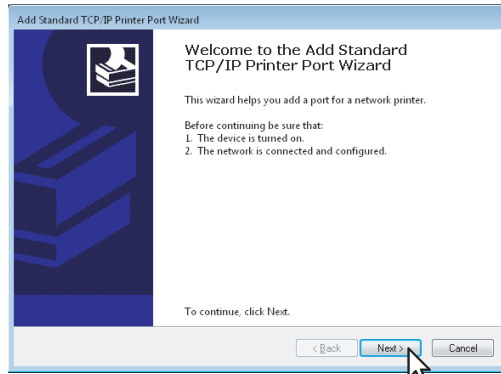 Add Standard TCP/IP Printer Port Wizard
Welcome to the Add Standard
TCP/IP Printer Port Wizard
This wizard helps you add a port for a network printer.
Before continuing be sure that:
1. The device is turned on.
2. The network is connected and configured.
To continue, click Next.
< Back Next > Cancel